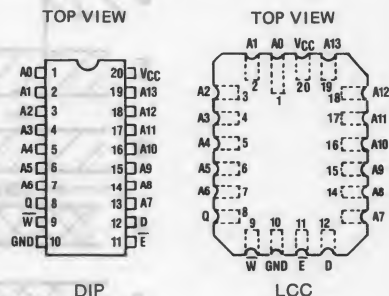 TOP VIEW
A0 1 20 VCC
A1 2 19 A13
A2 3 18 A12
A3 4 17 A11
A4 5 16 A10
A5 6 15 A9
A6 7 14 A8
Q 8 13 A7
W̅ 9 12 D
GND 10 11 E̅
DIP
TOP VIEW
A1 A0 VCC A13
2 1 20 19
A2 3 18 A12
A3 4 17 A11
A4 5 16 A10
A5 6 15 A9
A6 7 14 A8
Q 8 A7
9 10 11 12
W GND E D
LCC